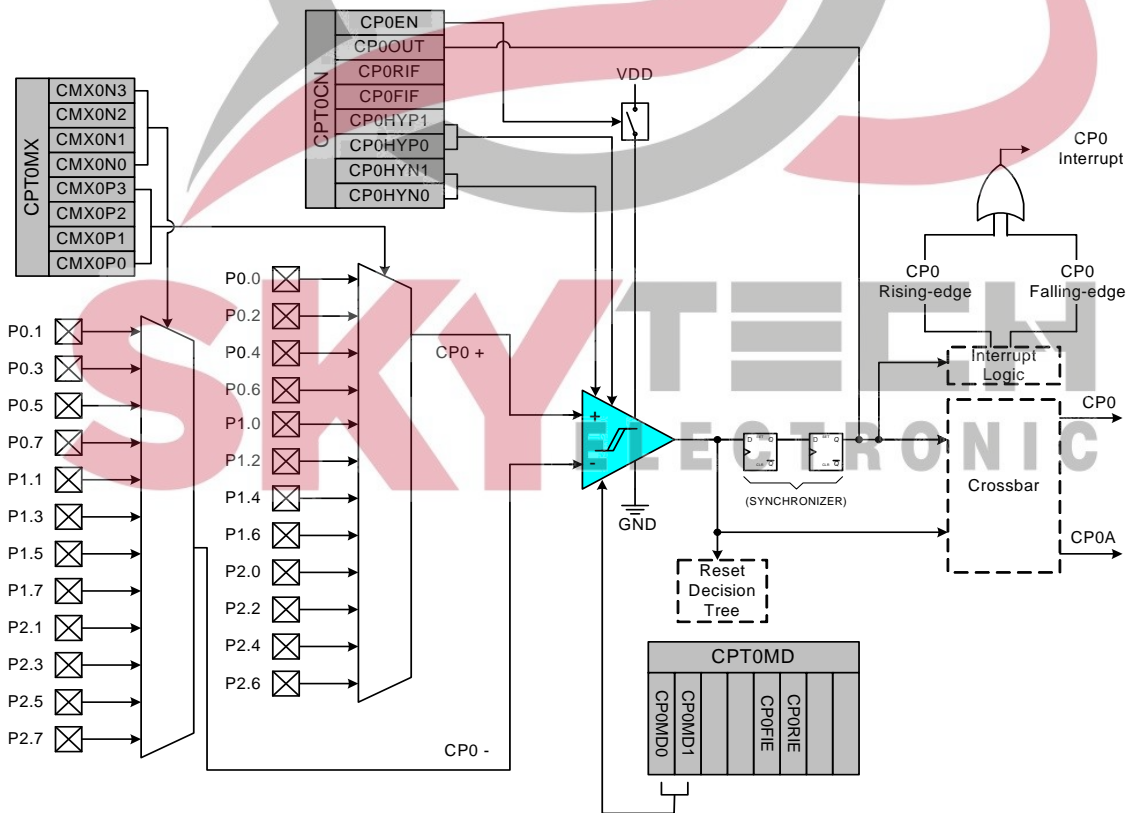 CPT0CN
CP0EN
CP0OUT
CP0RIF
CP0FIF
CP0HYP1
CP0HYP0
CP0HYN1
CP0HYN0
CPT0MX
CMX0N3
CMX0N2
CMX0N1
CMX0N0
CMX0P3
CMX0P2
CMX0P1
CMX0P0
VDD
CP0
Interrupt
CP0
Rising-edge
CP0
Falling-edge
P0.1
P0.3
P0.5
P0.7
P1.1
P1.3
P1.5
P1.7
P2.1
P2.3
P2.5
P2.7
P0.0
P0.2
P0.4
P0.6
P1.0
P1.2
P1.4
P1.6
P2.0
P2.2
P2.4
P2.6
SKYTECH
ELECTRONIC
CP0 +
CP0 -
+
-
GND
D SET Q
CLR Q
D SET Q
CLR Q
(SYNCHRONIZER)
Interrupt
Logic
Crossbar
CP0
CP0A
Reset
Decision
Tree
CPT0MD
CP0MD0
CP0MD1
CP0FIE
CP0RIE